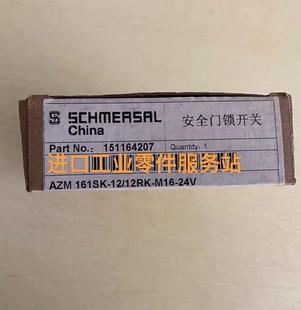 SCHMERSAL
China
安全门锁开关
Part No.: 151164207
Quantity: 1
进口工业零件服务站
AZM 161SK-12/12RK-M16-24V